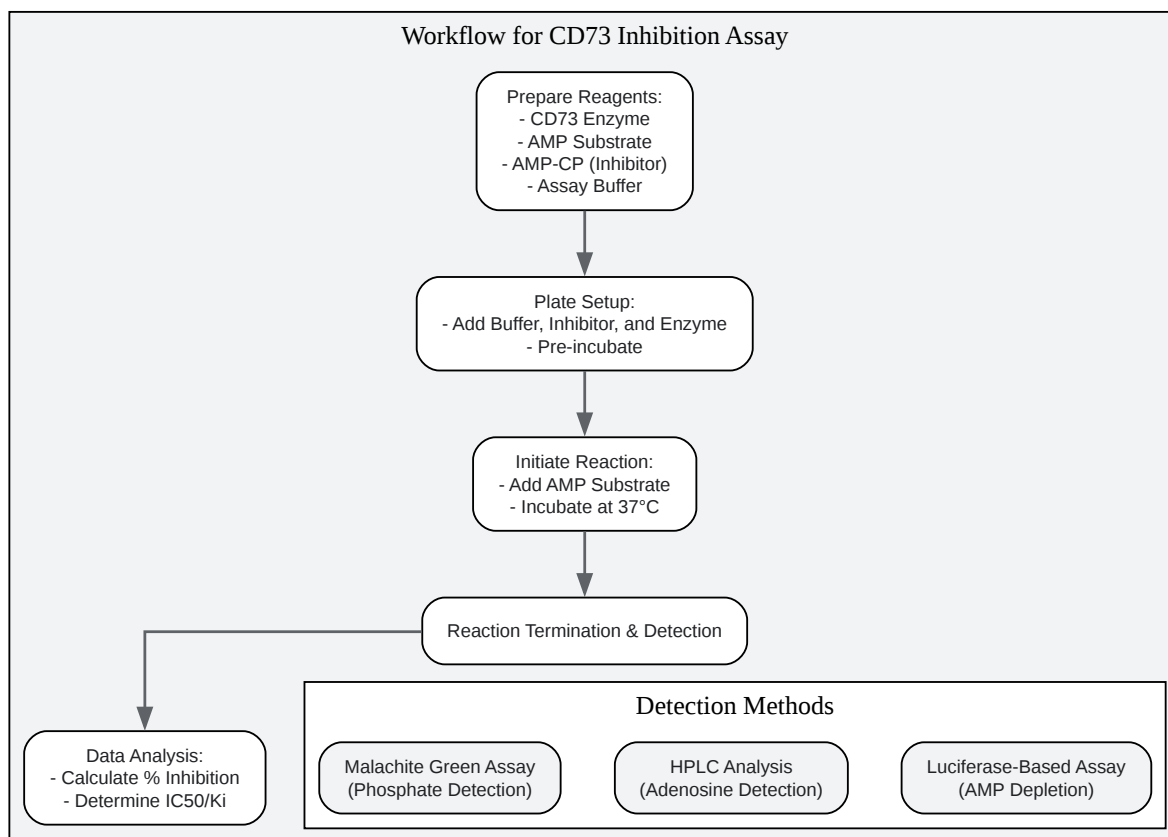 Workflow for CD73 Inhibition Assay
Prepare Reagents:
- CD73 Enzyme
- AMP Substrate
- AMP-CP (Inhibitor)
- Assay Buffer
Plate Setup:
- Add Buffer, Inhibitor, and Enzyme
- Pre-incubate
Initiate Reaction:
- Add AMP Substrate
- Incubate at 37°C
Reaction Termination & Detection
Data Analysis:
- Calculate % Inhibition
- Determine IC50/Ki
Detection Methods
Malachite Green Assay
(Phosphate Detection)
HPLC Analysis
(Adenosine Detection)
Luciferase-Based Assay
(AMP Depletion)